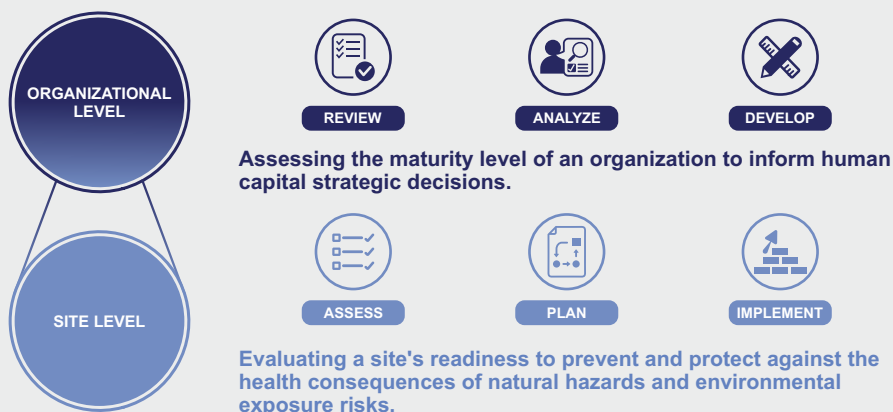 ORGANIZATIONAL
LEVEL
REVIEW
ANALYZE
DEVELOP
Assessing the maturity level of an organization to inform human
capital strategic decisions.
SITE LEVEL
ASSESS
PLAN
IMPLEMENT
Evaluating a site's readiness to prevent and protect against the
health consequences of natural hazards and environmental
exposure risks.